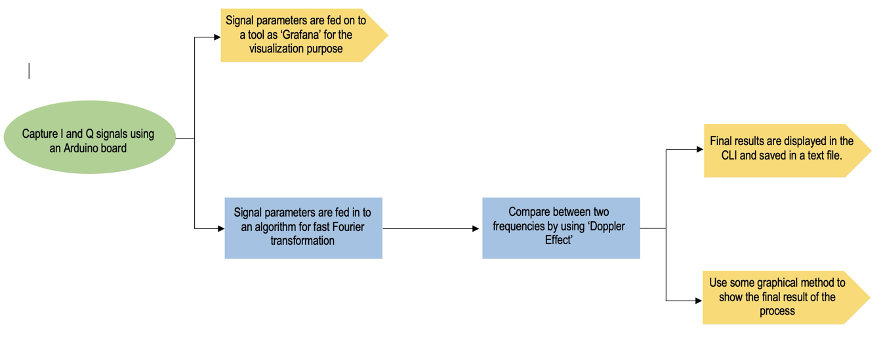 Signal parameters are fed on to
a tool as ‘Grafana’ for the
visualization purpose
Capture I and Q signals using
an Arduino board
Signal parameters are fed in to
an algorithm for fast Fourier
transformation
Compare between two
frequencies by using ‘Doppler
Effect’
Final results are displayed in the
CLI and saved in a text file.
Use some graphical method to
show the final result of the
process